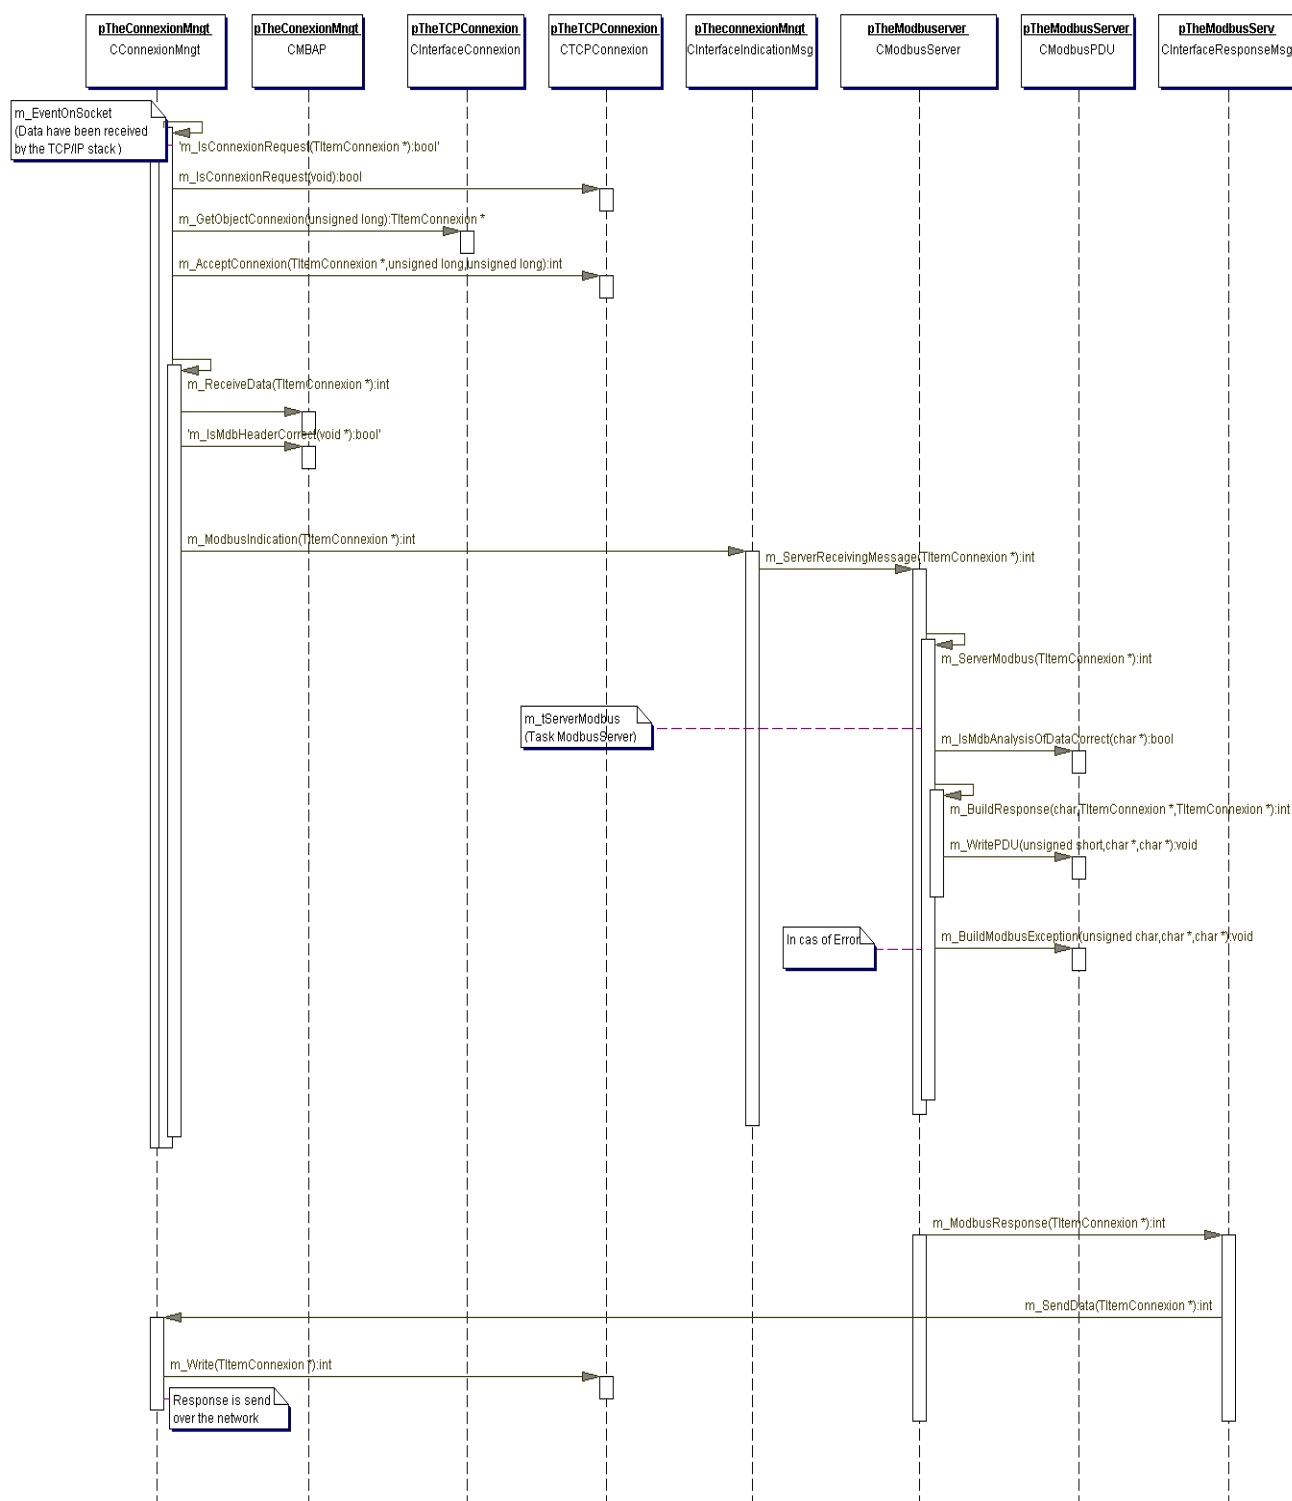 pTheConnexionMngt
CConnexionMngt
pTheConexionMngt
CMBAP
pTheTCPConnexion
CInterfaceConnexion
pTheTCPConnexion
CTCPConnexion
pTheconnexionMngt
CInterfaceIndicationMsg
pTheModbuserver
CModbusServer
pTheModbusServer
CModbusPDU
pTheModbusServ
CInterfaceResponseMsg
m_EventOnSocket
(Data have been received
by the TCP/IP stack )
'm_IsConnexionRequest(TItemConnexion *):bool'
m_IsConnexionRequest(void):bool
m_GetObjectConnexion(unsigned long):TItemConnexion *
m_AcceptConnexion(TItemConnexion *,unsigned long,unsigned long):int
m_ReceiveData(TItemConnexion *):int
'm_IsMdbHeaderCorrect(void *):bool'
m_ModbusIndication(TItemConnexion *):int
m_ServerReceivingMessage(TItemConnexion *):int
m_ServerModbus(TItemConnexion *):int
m_tServerModbus
(Task ModbusServer)
m_IsMdbAnalysisOfDataCorrect(char *):bool
m_BuildResponse(char,TItemConnexion *,TItemConnexion *):int
m_WritePDU(unsigned short,char *,char *):void
In cas of Error
m_BuildModbusException(unsigned char,char *,char *):void
m_ModbusResponse(TItemConnexion *):int
m_SendData(TItemConnexion *):int
m_Write(TItemConnexion *):int
Response is send
over the network